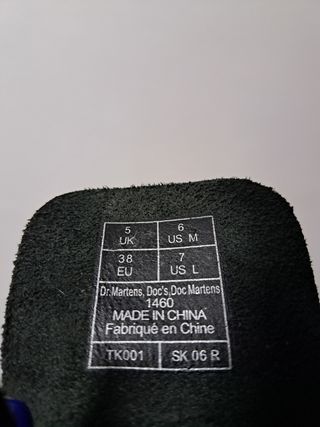 5 6
UK US M
38 7
EU US L
Dr.Martens, Doc's,Doc Martens
1460
MADE IN CHINA
Fabriqué en Chine
TK001 SK 06 R